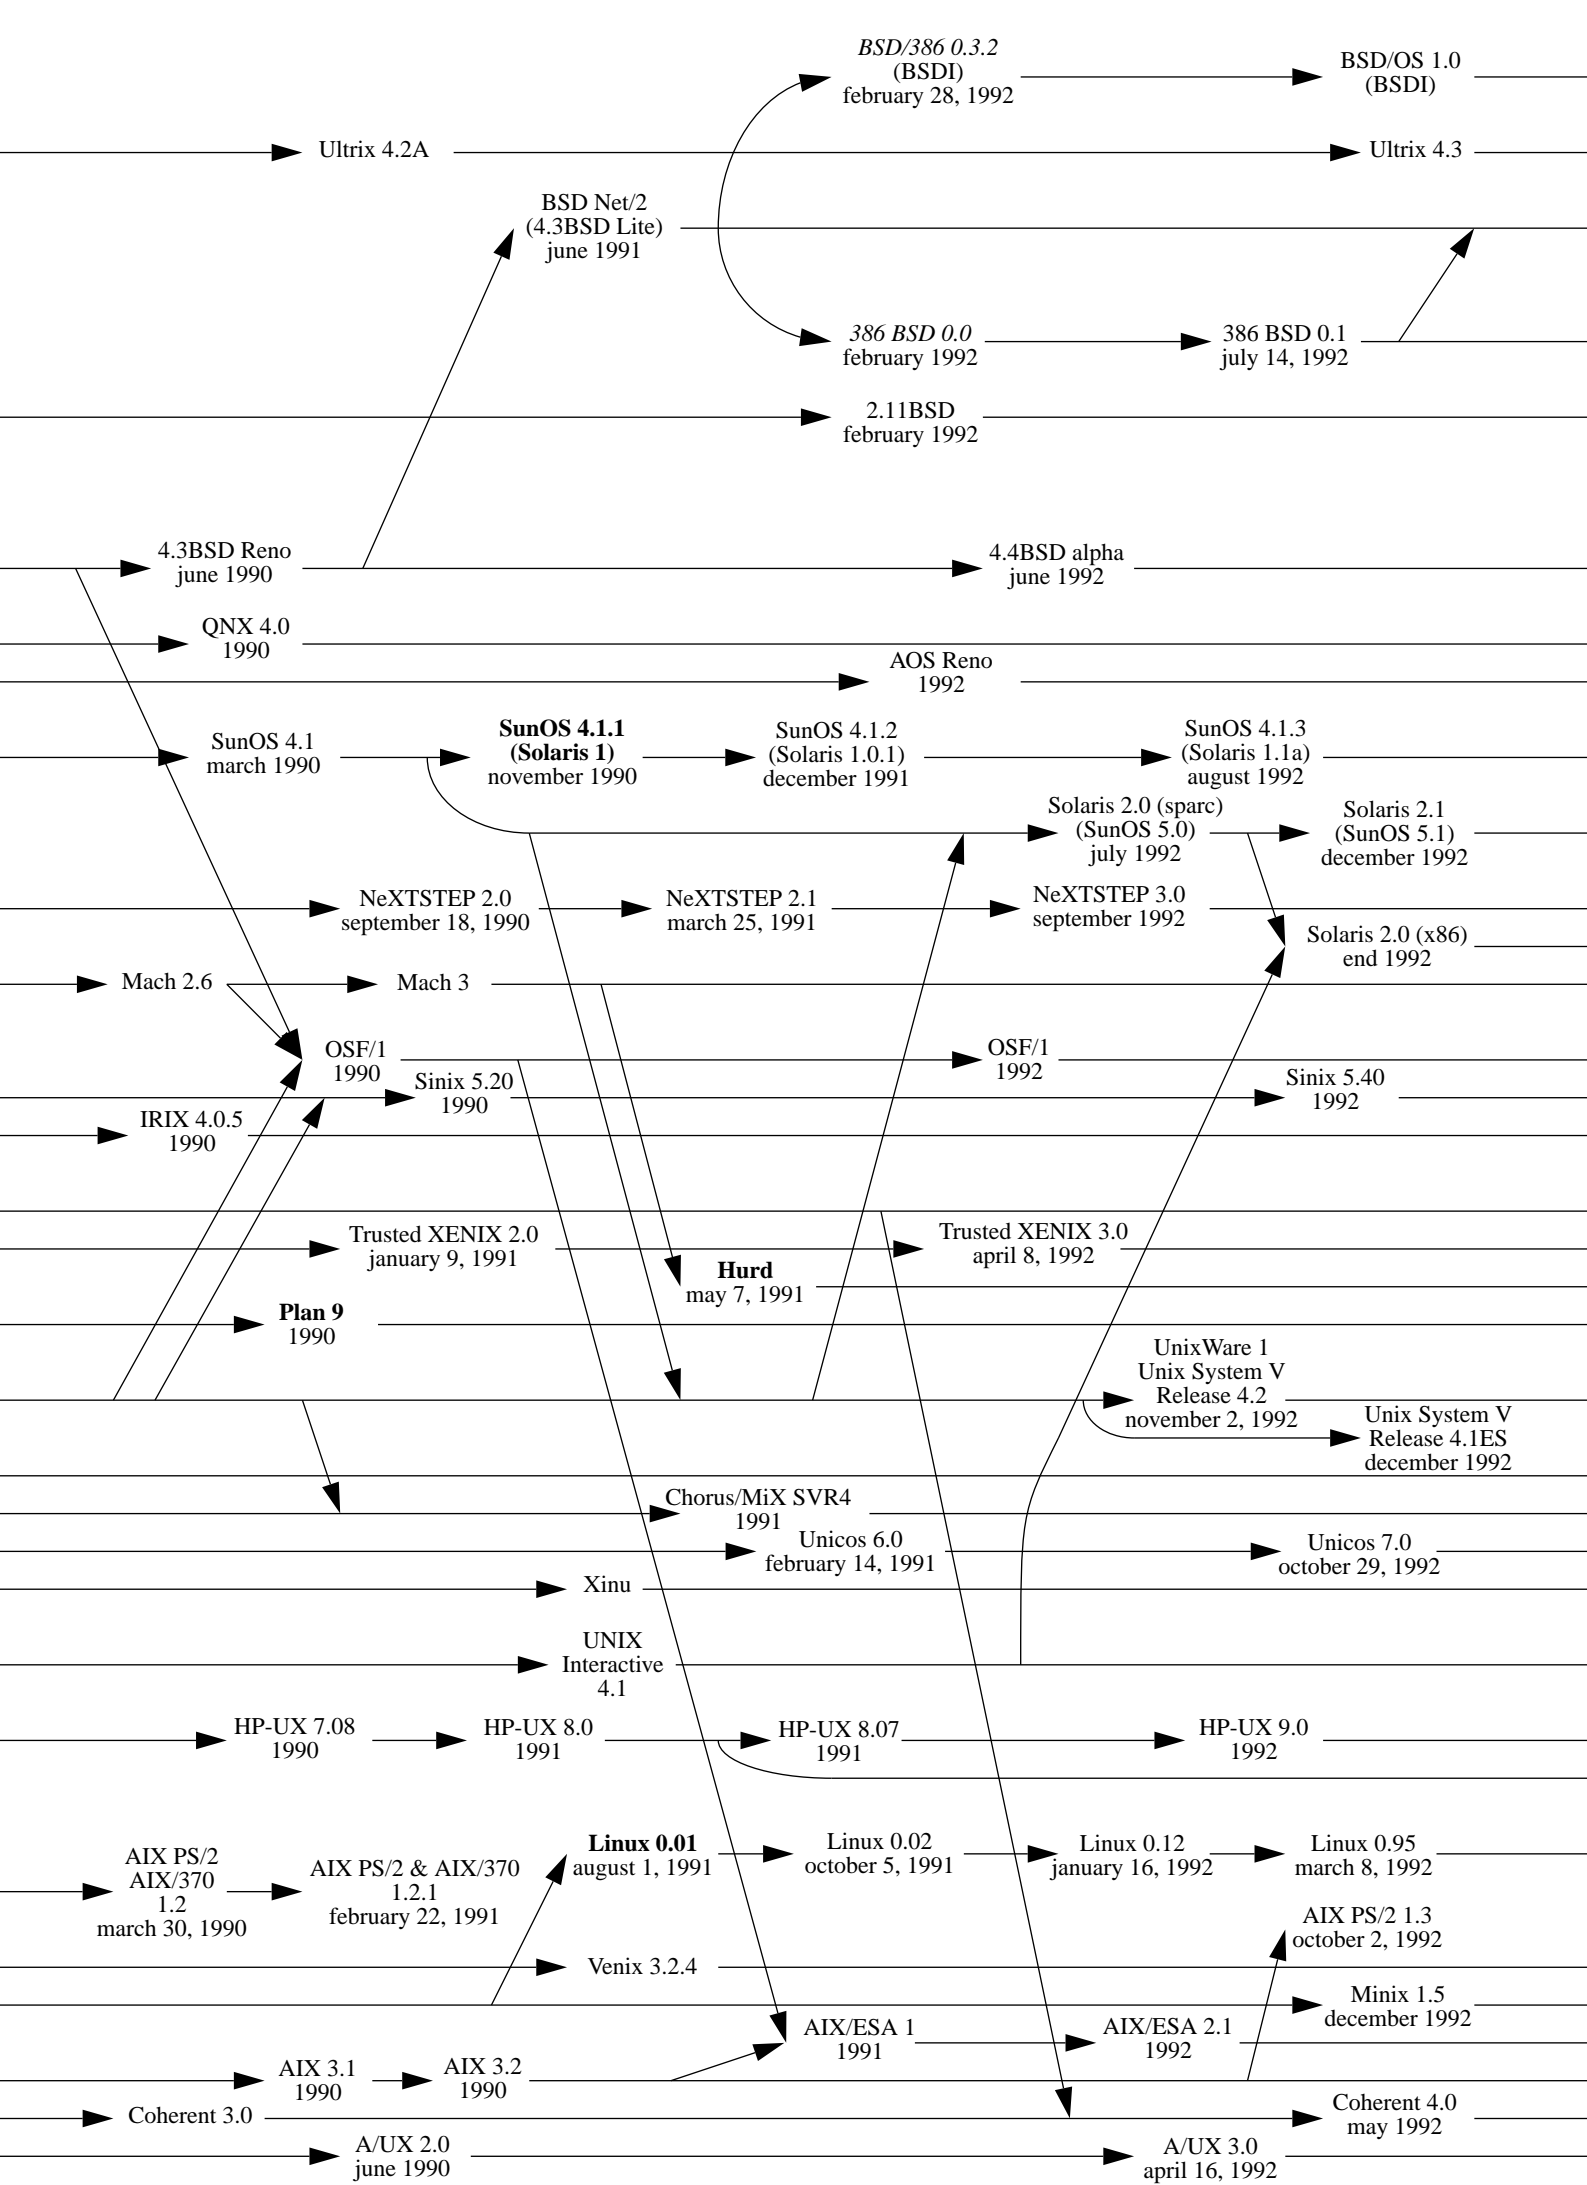 BSD/386 0.3.2
(BSDI)
february 28, 1992
BSD/OS 1.0
(BSDI)
Ultrix 4.2A
Ultrix 4.3
BSD Net/2
(4.3BSD Lite)
june 1991
386 BSD 0.0
february 1992
386 BSD 0.1
july 14, 1992
2.11BSD
february 1992
4.3BSD Reno
june 1990
4.4BSD alpha
june 1992
QNX 4.0
1990
AOS Reno
1992
SunOS 4.1
march 1990
SunOS 4.1.1
(Solaris 1)
november 1990
SunOS 4.1.2
(Solaris 1.0.1)
december 1991
SunOS 4.1.3
(Solaris 1.1a)
august 1992
Solaris 2.0 (sparc)
(SunOS 5.0)
july 1992
Solaris 2.1
(SunOS 5.1)
december 1992
NeXTSTEP 2.0
september 18, 1990
NeXTSTEP 2.1
march 25, 1991
NeXTSTEP 3.0
september 1992
Solaris 2.0 (x86)
end 1992
Mach 2.6
Mach 3
OSF/1
1990
OSF/1
1992
Sinix 5.20
1990
Sinix 5.40
1992
IRIX 4.0.5
1990
Trusted XENIX 2.0
january 9, 1991
Trusted XENIX 3.0
april 8, 1992
Hurd
may 7, 1991
Plan 9
1990
UnixWare 1
Unix System V
Release 4.2
november 2, 1992
Unix System V
Release 4.1ES
december 1992
Chorus/MiX SVR4
1991
Unicos 6.0
february 14, 1991
Unicos 7.0
october 29, 1992
Xinu
UNIX
Interactive
4.1
HP-UX 7.08
1990
HP-UX 8.0
1991
HP-UX 8.07
1991
HP-UX 9.0
1992
Linux 0.01
august 1, 1991
Linux 0.02
october 5, 1991
Linux 0.12
january 16, 1992
Linux 0.95
march 8, 1992
AIX PS/2
AIX/370
1.2
march 30, 1990
AIX PS/2 & AIX/370
1.2.1
february 22, 1991
AIX PS/2 1.3
october 2, 1992
Venix 3.2.4
Minix 1.5
december 1992
AIX/ESA 1
1991
AIX/ESA 2.1
1992
AIX 3.1
1990
AIX 3.2
1990
Coherent 3.0
Coherent 4.0
may 1992
A/UX 2.0
june 1990
A/UX 3.0
april 16, 1992